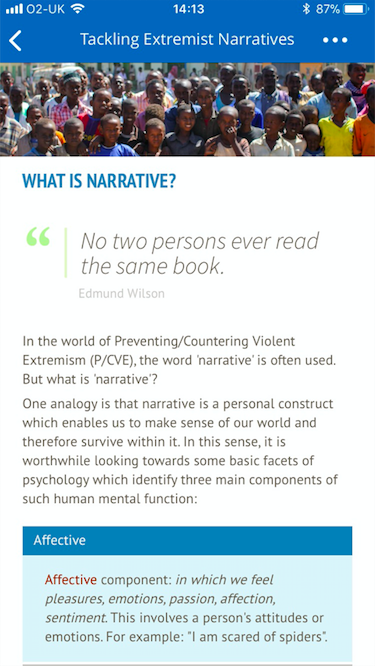 O2-UK 14:13 87%
Tackling Extremist Narratives
WHAT IS NARRATIVE?
“ No two persons ever read
the same book.
Edmund Wilson
In the world of Preventing/Countering Violent
Extremism (P/CVE), the word 'narrative' is often used.
But what is 'narrative'?
One analogy is that narrative is a personal construct
which enables us to make sense of our world and
therefore survive within it. In this sense, it is
worthwhile looking towards some basic facets of
psychology which identify three main components of
such human mental function:
Affective
Affective component: in which we feel
pleasures, emotions, passion, affection,
sentiment. This involves a person's attitudes or
emotions. For example: "I am scared of spiders".